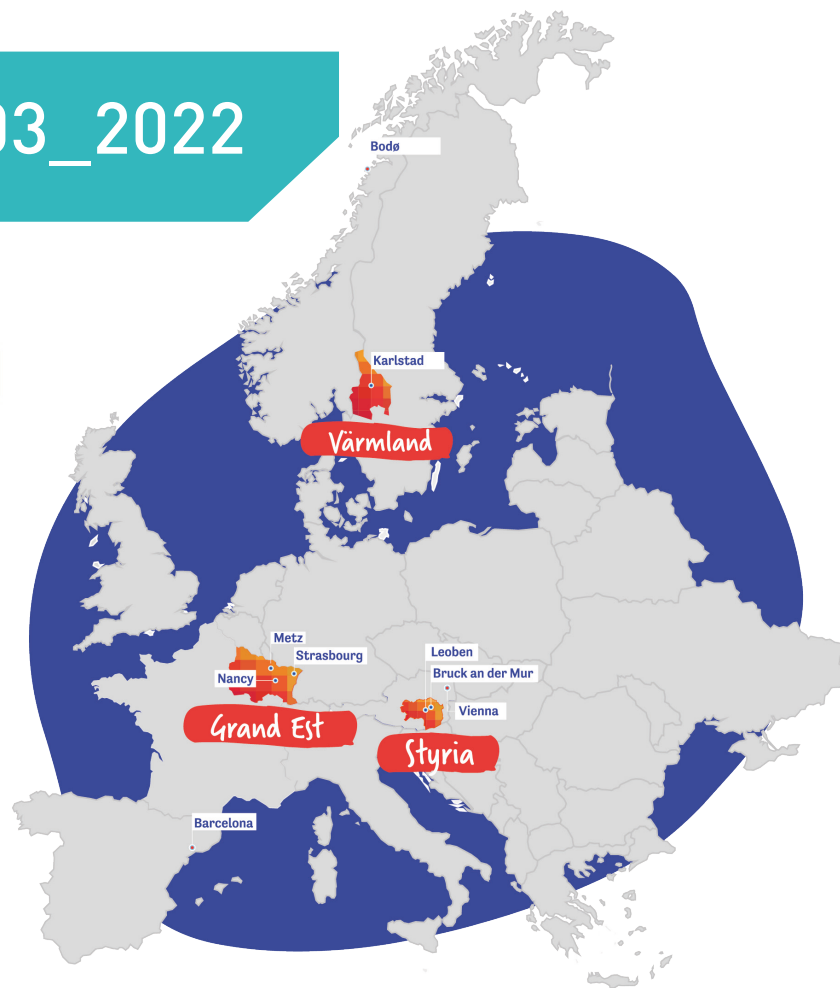 03_2022
Bodø
Karlstad
Värmland
Metz
Strasbourg
Nancy
Leoben
Bruck an der Mur
Vienna
Grand Est
Styria
Barcelona